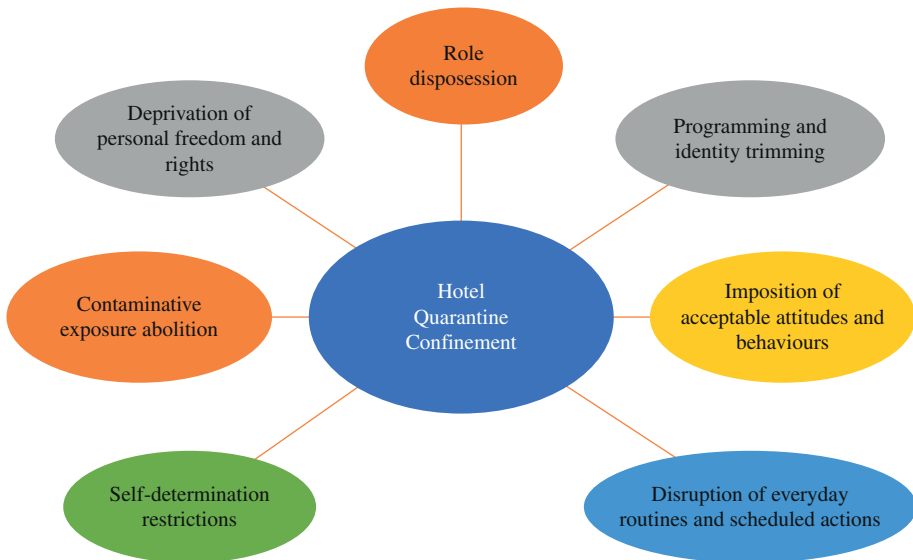 Role
disposession
Deprivation of
personal freedom and
rights
Programming and
identity trimming
Hotel
Quarantine
Confinement
Contaminative
exposure abolition
Imposition of
acceptable attitudes and
behaviours
Self-determination
restrictions
Disruption of everyday
routines and scheduled actions